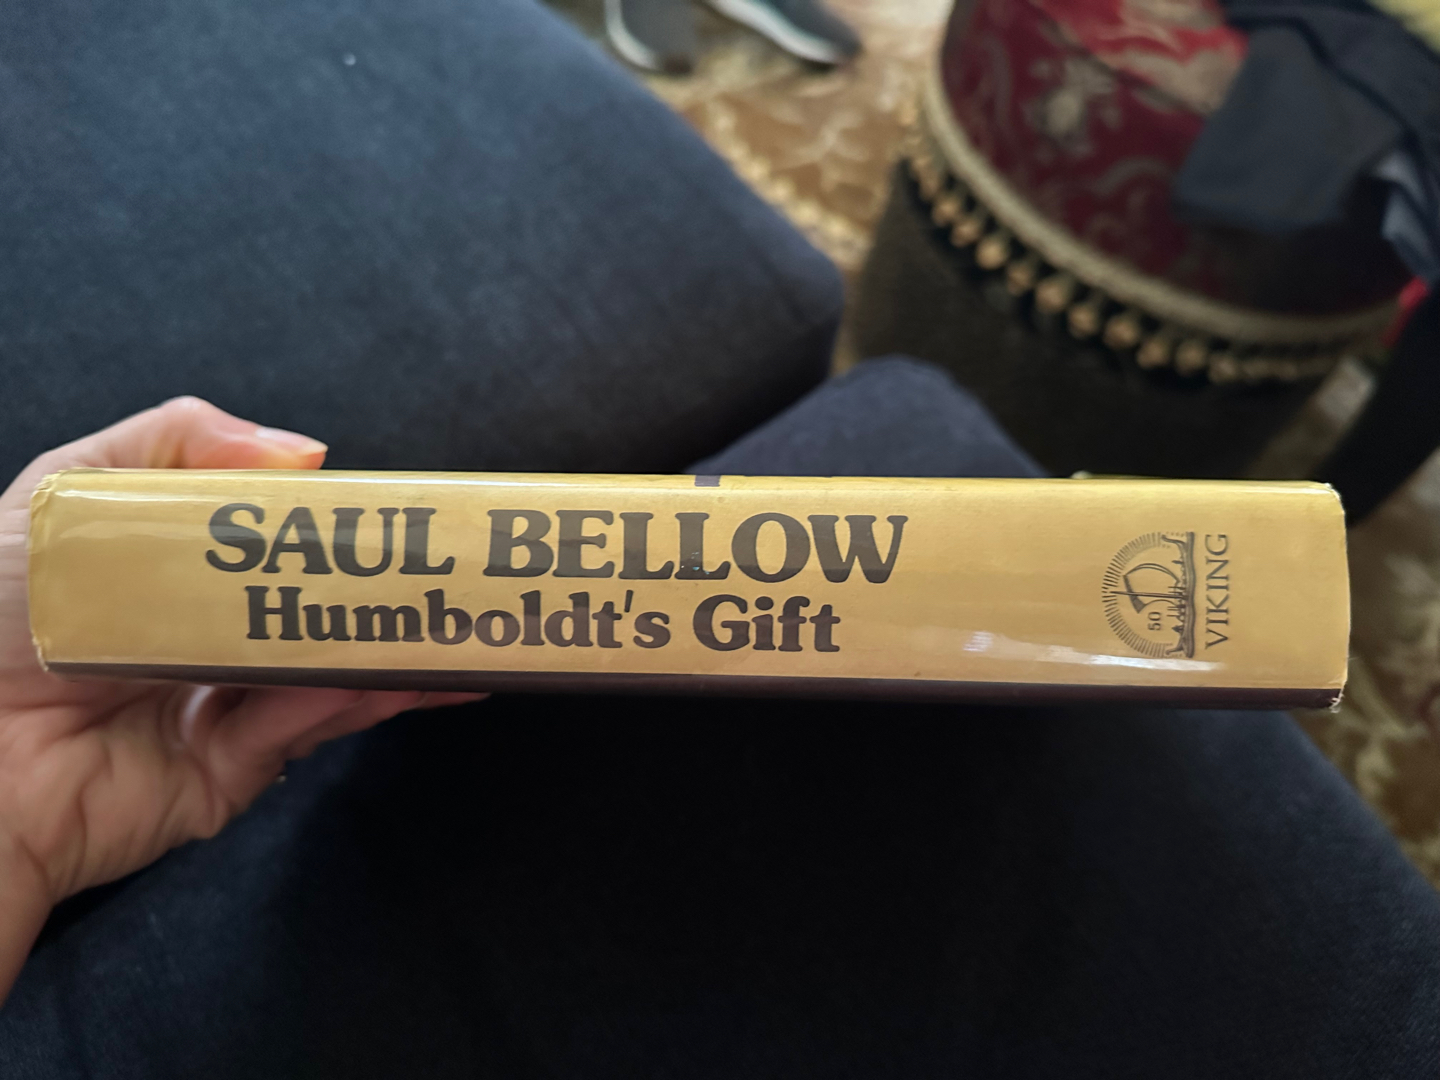 SAUL BELLOW
Humboldt's Gift
50
VIKING